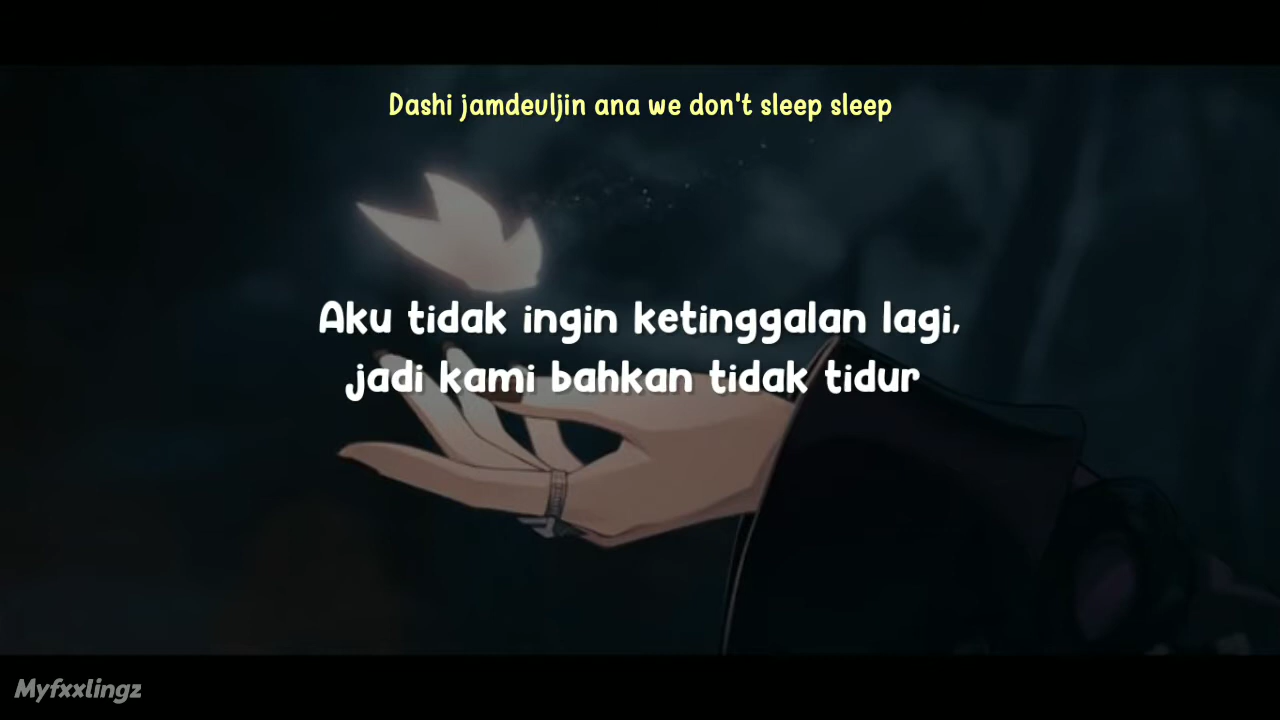 Dashi jamdeuljin ana we don't sleep sleep
Aku tidak ingin ketinggalan lagi,
jadi kami bahkan tidak tidur
Myfxxlingz